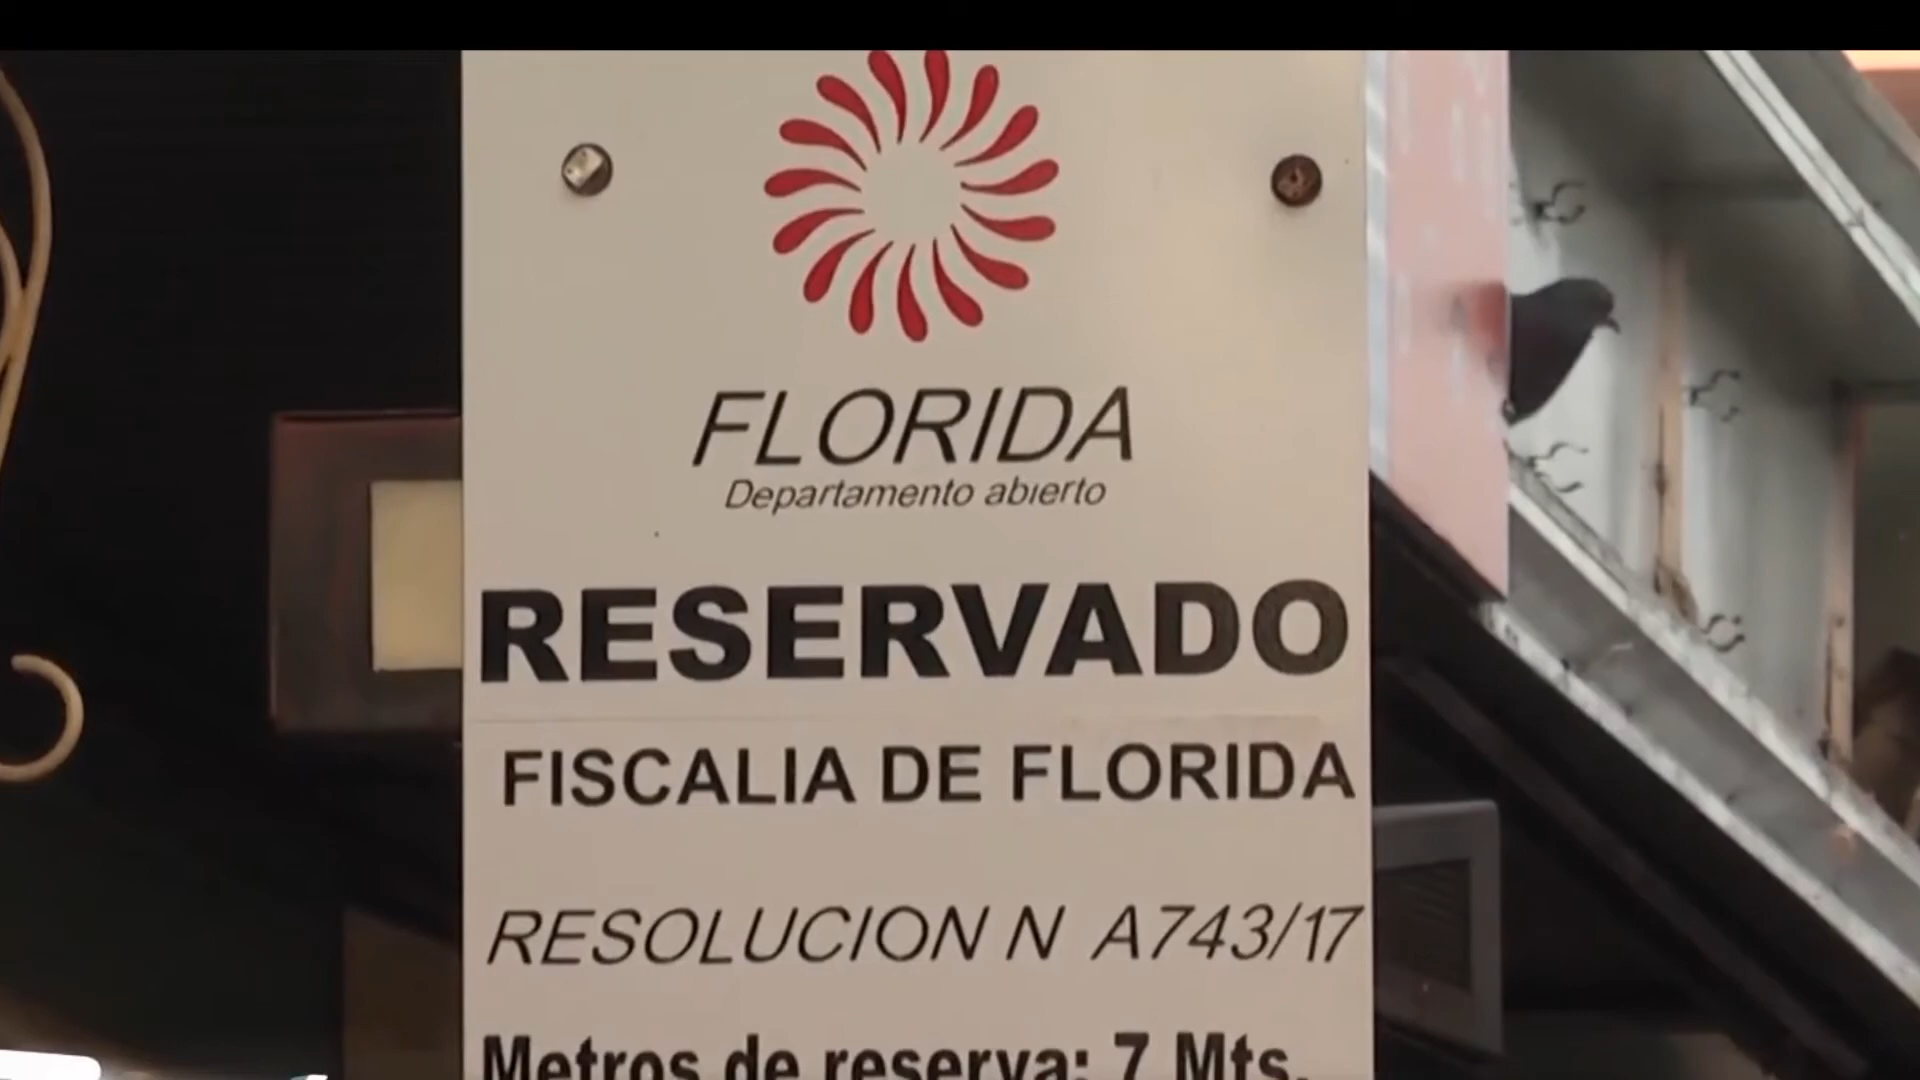 FLORIDA
Departamento abierto
RESERVADO
FISCALIA DE FLORIDA
RESOLUCION N A743/17
Metros de reserva: 7 Mts.